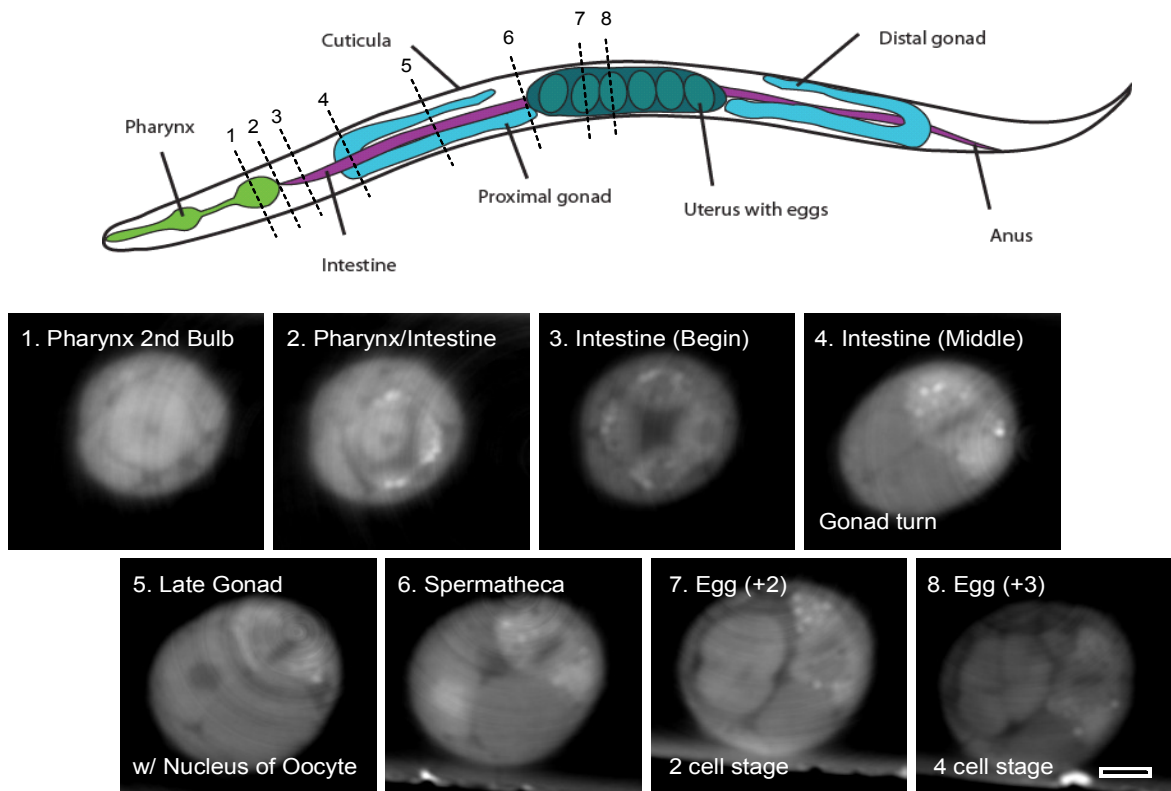 7 8
6
Cuticula
Distal gonad
5
4
Pharynx
3
2
1
Proximal gonad
Uterus with eggs
Anus
Intestine
1. Pharynx 2nd Bulb
2. Pharynx/Intestine
3. Intestine (Begin)
4. Intestine (Middle)
Gonad turn
5. Late Gonad
6. Spermatheca
7. Egg (+2)
8. Egg (+3)
w/ Nucleus of Oocyte
2 cell stage
4 cell stage